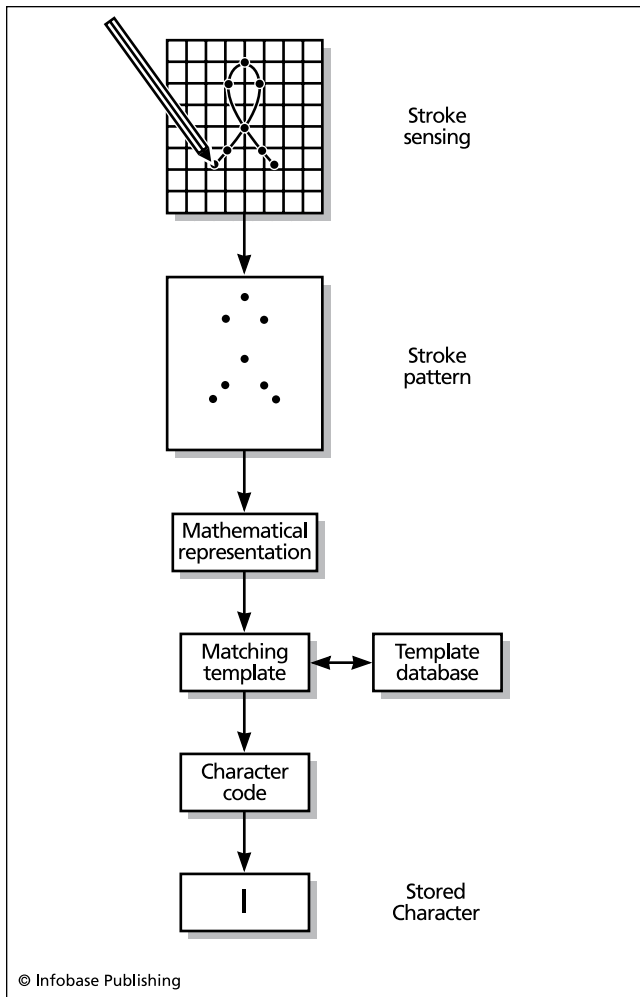 Stroke
sensing
Stroke
pattern
Mathematical
representation
Matching
template
Template
database
Character
code
l
Stored
Character
© Infobase Publishing